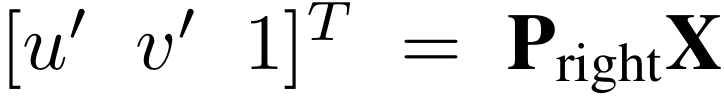 [u′ v′ 1]ᵀ = P_right X